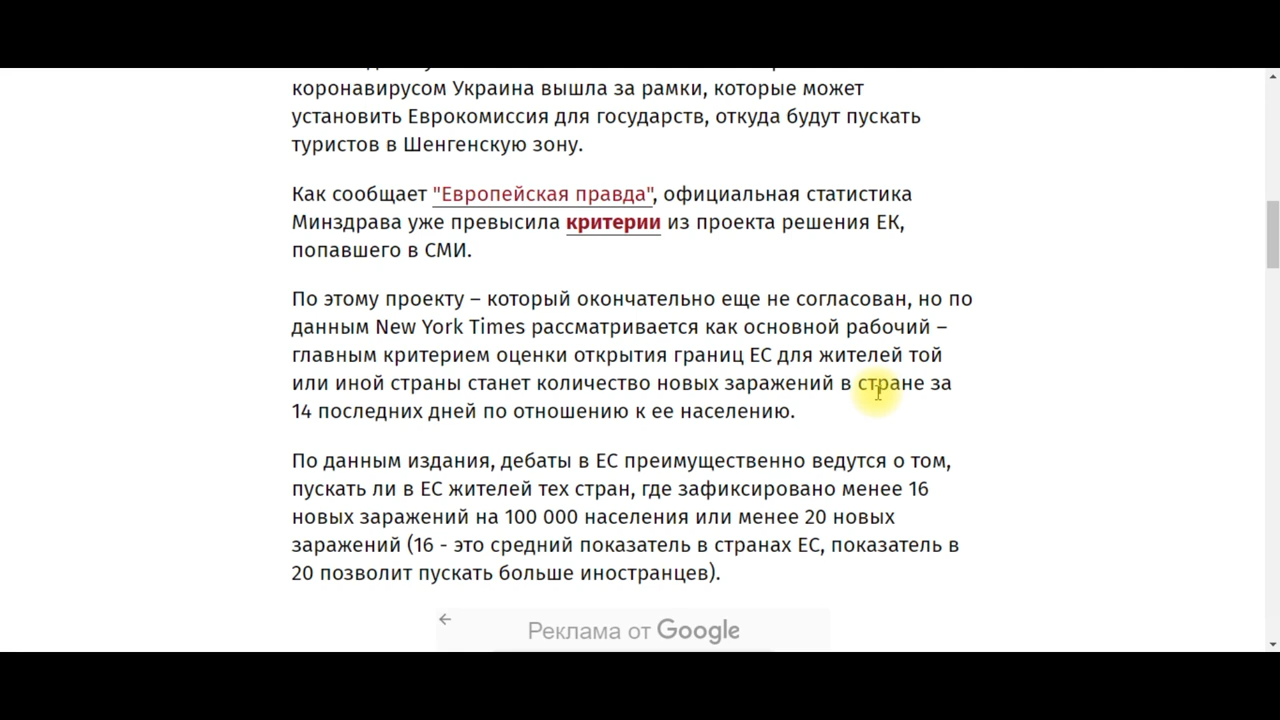 коронавирусом Украина вышла за рамки, которые может
установить Еврокомиссия для государств, откуда будут пускать
туристов в Шенгенскую зону.
Как сообщает "Европейская правда", официальная статистика
Минздрава уже превысила критерии из проекта решения ЕК,
попавшего в СМИ.
По этому проекту – который окончательно еще не согласован, но по
данным New York Times рассматривается как основной рабочий –
главным критерием оценки открытия границ ЕС для жителей той
или иной страны станет количество новых заражений в стране за
14 последних дней по отношению к ее населению.
По данным издания, дебаты в ЕС преимущественно ведутся о том,
пускать ли в ЕС жителей тех стран, где зафиксировано менее 16
новых заражений на 100 000 населения или менее 20 новых
заражений (16 - это средний показатель в странах ЕС, показатель в
20 позволит пускать больше иностранцев).
Реклама от Google